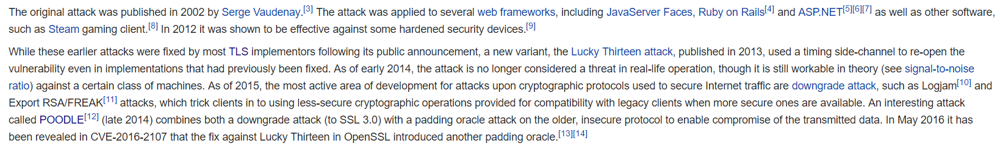 The original attack was published in 2002 by Serge Vaudenay.[3] The attack was applied to several web frameworks, including JavaServer Faces, Ruby on Rails[4] and ASP.NET[5][6][7] as well as other software,
such as Steam gaming client.[8] In 2012 it was shown to be effective against some hardened security devices.[9]
While these earlier attacks were fixed by most TLS implementors following its public announcement, a new variant, the Lucky Thirteen attack, published in 2013, used a timing side-channel to re-open the
vulnerability even in implementations that had previously been fixed. As of early 2014, the attack is no longer considered a threat in real-life operation, though it is still workable in theory (see signal-to-noise
ratio) against a certain class of machines. As of 2015, the most active area of development for attacks upon cryptographic protocols used to secure Internet traffic are downgrade attack, such as Logjam[10] and
Export RSA/FREAK[11] attacks, which trick clients in to using less-secure cryptographic operations provided for compatibility with legacy clients when more secure ones are available. An interesting attack
called POODLE[12] (late 2014) combines both a downgrade attack (to SSL 3.0) with a padding oracle attack on the older, insecure protocol to enable compromise of the transmitted data. In May 2016 it has
been revealed in CVE-2016-2107 that the fix against Lucky Thirteen in OpenSSL introduced another padding oracle.[13][14]